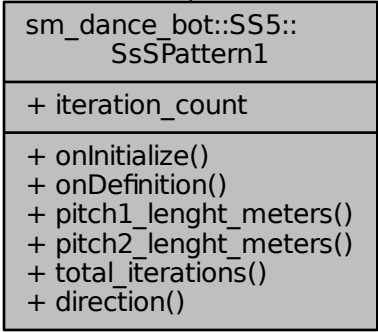 sm_dance_bot::SS5::
SsSPattern1
+ iteration_count
+ onInitialize()
+ onDefinition()
+ pitch1_lenght_meters()
+ pitch2_lenght_meters()
+ total_iterations()
+ direction()